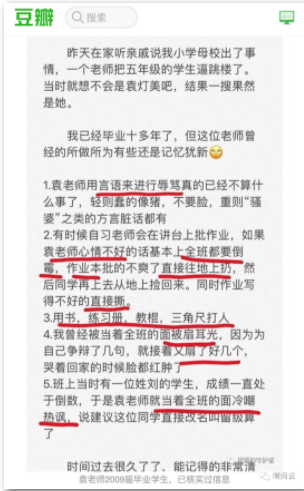 豆瓣
搜索
昨天在家听亲戚说我小学母校出了事
情，一个老师把五年级的学生逼跳楼了。
当时就想不会是袁灯美吧，结果一搜果然
是她。
我已经毕业十多年了，但这位老师曾
经的所做所为有些还是记忆犹新
1.袁老师用言语来进行辱骂真的已经不算什
么事了，轻则蠢的像猪，不要脸，重则“骚
婆”之类的方言脏话都有
2.有时候自习老师会在讲台上批作业，如果
袁老师心情不好的话基本上全班都要倒
霉，作业本批的不爽了直接往地上扔，然
后同学再上去从地上捡回来。同时作业写
得不好的直接撕。
3.用书，练习册，教棍，三角尺打人
4.我曾经被当着全班的面被扇耳光，因为为
自己争辩了几句，就接着又扇了好几个，
哭着回家的时候脸都红肿了
5.班上当时有一位姓刘的学生，成绩一直处
于倒数，于是袁老师就当着全班的面冷嘲
热讽，说建议这位同学直接改名叫留级算
了
时间过去很久了了，能记得的非常清
袁老师2009届毕业学生，已核实过信息